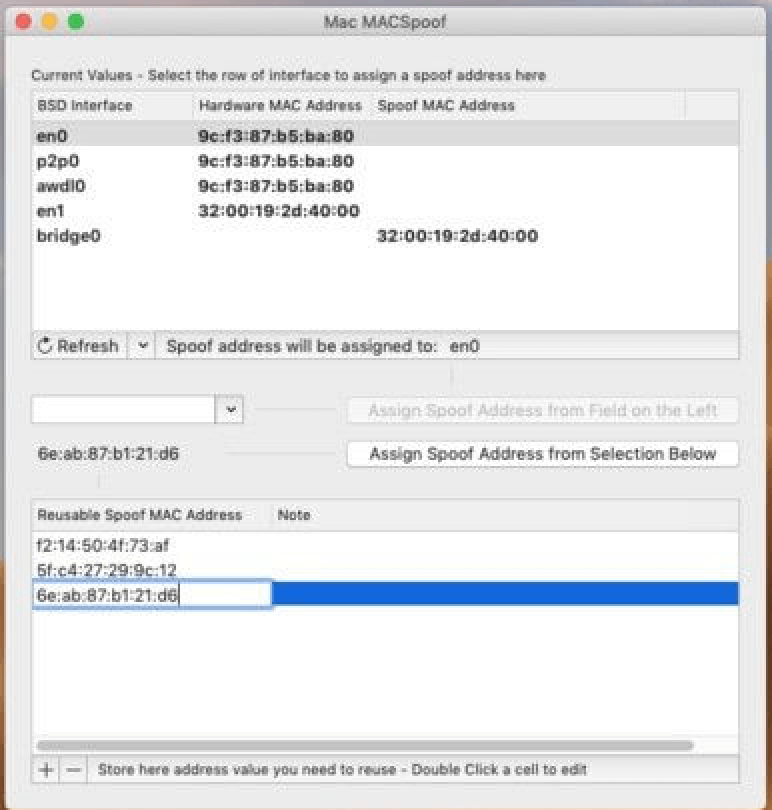 Mac MACSpoof
Current Values - Select the row of interface to assign a spoof address here
BSD Interface Hardware MAC Address Spoof MAC Address
en0 9c:f3:87:b5:ba:80
p2p0 9c:f3:87:b5:ba:80
awdl0 9c:f3:87:b5:ba:80
en1 32:00:19:2d:40:00
bridge0 32:00:19:2d:40:00
Refresh Spoof address will be assigned to: en0
Assign Spoof Address from Field on the Left
6e:ab:87:b1:21:d6 Assign Spoof Address from Selection Below
Reusable Spoof MAC Address Note
f2:14:50:4f:73:af
5f:c4:27:29:9c:12
6e:ab:87:b1:21:d6
+ − Store here address value you need to reuse - Double Click a cell to edit